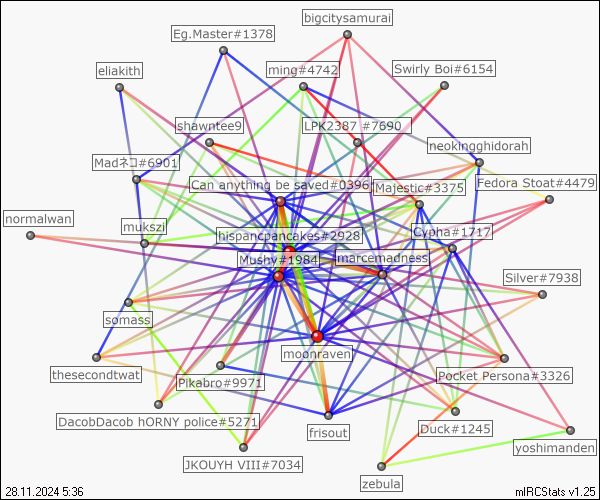 bigcitysamurai
Eg.Master#1378
eliakith
ming#4742
Swirly Boi#6154
shawntee9
LPK2387 #7690
neokingghidorah
Madネコ#6901
Can anything be saved#0396
Majestic#3375
Fedora Stoat#4479
normalwan
mukszi
hispancpancakes#2928
Cypha#1717
Mushy#1984
marcemadness
Silver#7938
somass
moonraven
thesecondtwat
Pikabro#9971
Pocket Persona#3326
DacobDacob hORNY police#5271
frisout
Duck#1245
yoshimanden
JKOUYH VIII#7034
zebula
28.11.2024 5:36
mIRCStats v1.25